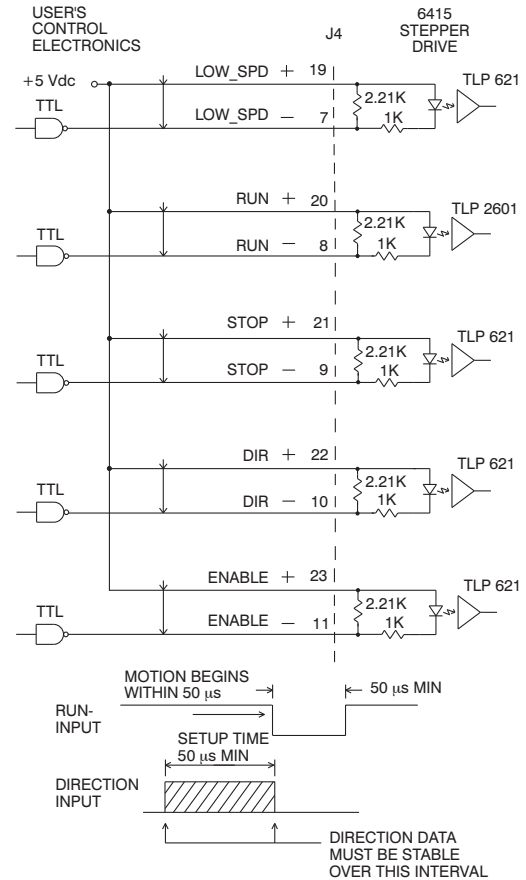 USER'S
CONTROL
ELECTRONICS
J4
6415
STEPPER
DRIVE
+5 Vdc
LOW_SPD + 19
TLP 621
TTL
2.21K
LOW_SPD − 7
1K
RUN + 20
TLP 2601
TTL
2.21K
RUN − 8
1K
STOP + 21
TLP 621
TTL
2.21K
STOP − 9
1K
DIR + 22
TLP 621
TTL
2.21K
DIR − 10
1K
ENABLE + 23
TLP 621
TTL
2.21K
ENABLE − 11
1K
MOTION BEGINS
WITHIN 50 µs
50 µs MIN
RUN-
INPUT
SETUP TIME
50 µs MIN
DIRECTION
INPUT
DIRECTION DATA
MUST BE STABLE
OVER THIS INTERVAL